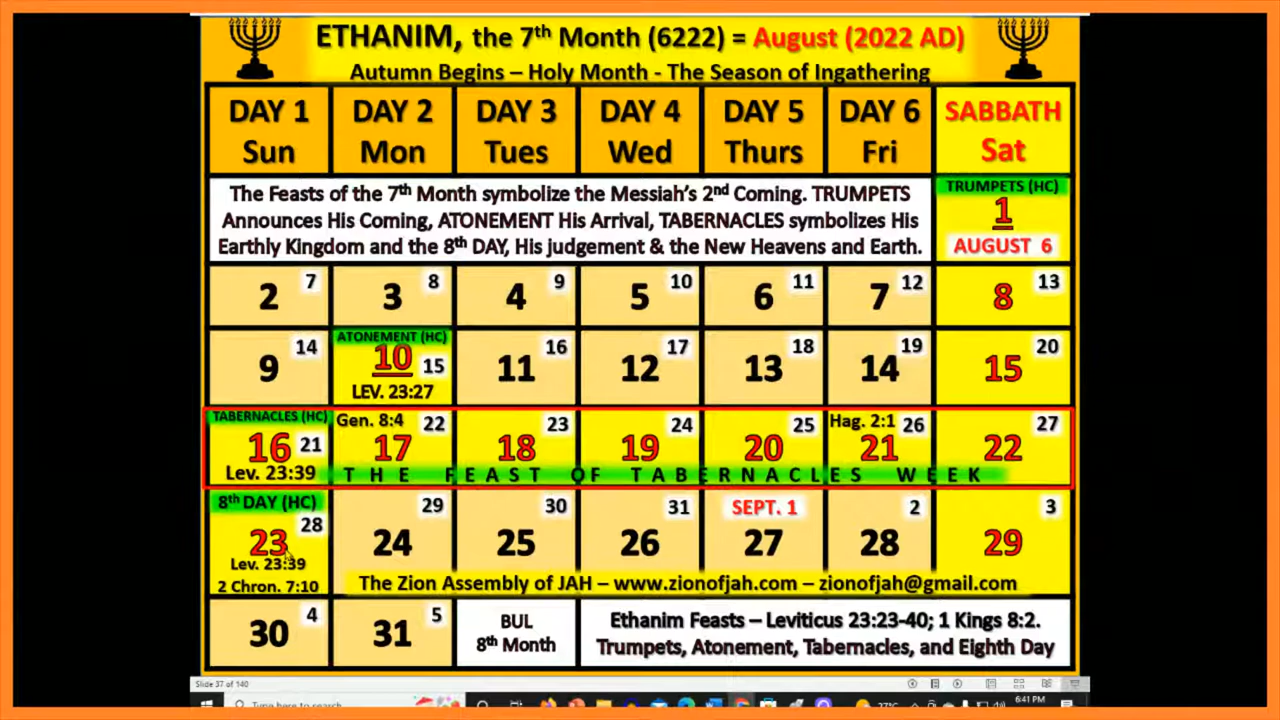 ETHANIM, the 7th Month (6222) = August (2022 AD)
Autumn Begins – Holy Month - The Season of Ingathering
DAY 1 DAY 2 DAY 3 DAY 4 DAY 5 DAY 6 SABBATH
Sun Mon Tues Wed Thurs Fri Sat
The Feasts of the 7th Month symbolize the Messiah's 2nd Coming. TRUMPETS
Announces His Coming, ATONEMENT His Arrival, TABERNACLES symbolizes His
Earthly Kingdom and the 8th DAY, His judgement & the New Heavens and Earth.
TRUMPETS (HC)
1
AUGUST 6
2 7 3 8 4 9 5 10 6 11 7 12 8 13
9 14
ATONEMENT (HC)
10 15
LEV. 23:27
11 16 12 17 13 18 14 19 15 20
TABERNACLES (HC)
16 21
Lev. 23:39
Gen. 8:4 22
17
18 23 19 24 20 25
Hag. 2:1 26
21
22 27
THE FEAST OF TABERNACLES WEEK
8th DAY (HC)
28
23
Lev. 23:39
2 Chron. 7:10
24 29 25 30 26 31
SEPT. 1
27
28 2 29 3
The Zion Assembly of JAH – www.zionofjah.com – zionofjah@gmail.com
30 4 31 5
BUL
8th Month
Ethanim Feasts – Leviticus 23:23-40; 1 Kings 8:2.
Trumpets, Atonement, Tabernacles, and Eighth Day
Slide 37 of 140
Type here to search
27°C
6:41 PM